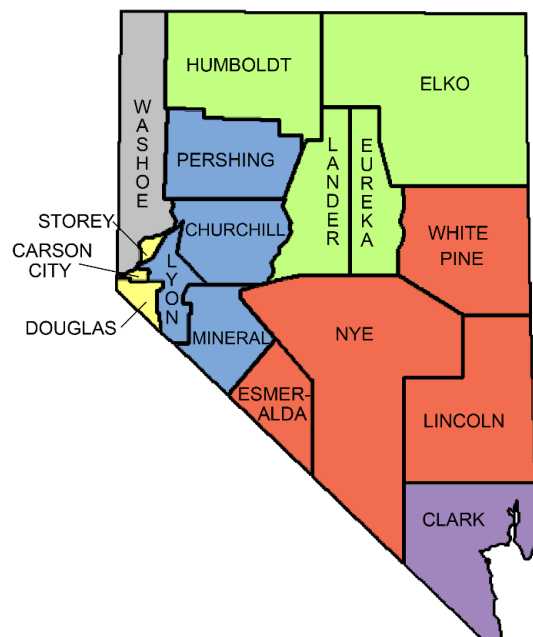 HUMBOLDT
ELKO
WASHOE
PERSHING
LANDER
EUREKA
STOREY
CHURCHILL
WHITE
PINE
CARSON
CITY
LYON
DOUGLAS
MINERAL
NYE
ESMER-
ALDA
LINCOLN
CLARK